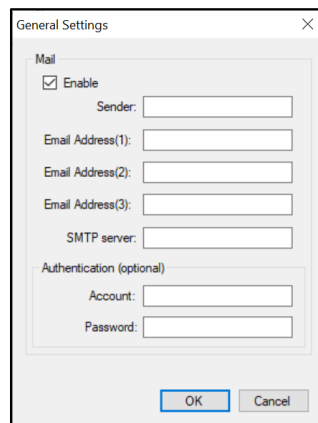 General Settings
Mail
Enable
Sender:
Email Address(1):
Email Address(2):
Email Address(3):
SMTP server:
Authentication (optional)
Account:
Password:
OK Cancel